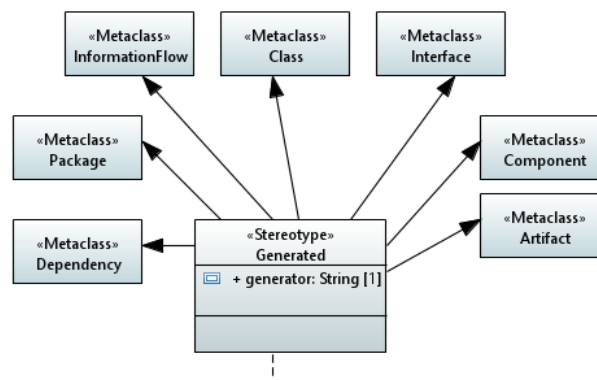 «Metaclass»
InformationFlow
«Metaclass»
Class
«Metaclass»
Interface
«Metaclass»
Package
«Metaclass»
Component
«Metaclass»
Artifact
«Metaclass»
Dependency
«Stereotype»
Generated
+ generator: String [1]